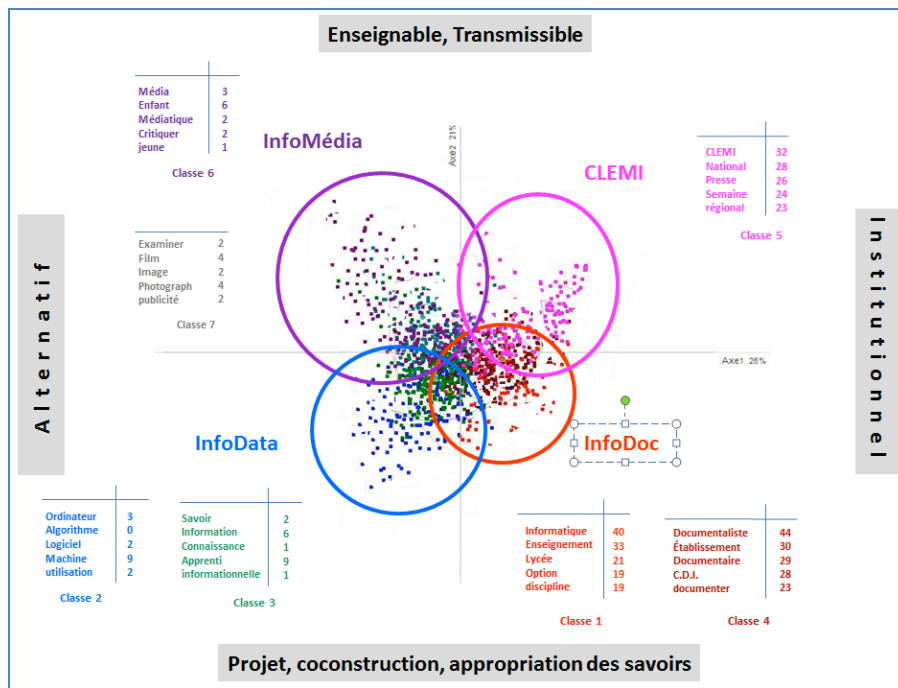 Enseignable, Transmissible
Média 3
Enfant 6
Médiatique 2
Critiquer 2
jeune 1
Classe 6
InfoMédia
Axe2 21%
CLEMI
CLEMI 32
National 28
Presse 26
Semaine 24
régional 23
Classe 5
Alternatif
Examiner 2
Film 4
Image 2
Photograph 4
publicité 2
Classe 7
Institutionnel
Axe1 26%
InfoData
InfoDoc
Ordinateur 3
Algorithme 0
Logiciel 2
Machine 9
utilisation 2
Classe 2
Savoir 2
Information 6
Connaissance 1
Apprenti 9
informationnelle 1
Classe 3
Informatique 40
Enseignement 33
Lycée 21
Option 19
discipline 19
Classe 1
Documentaliste 44
Établissement 30
Documentaire 29
C.D.I. 28
documenter 23
Classe 4
Projet, coconstruction, appropriation des savoirs